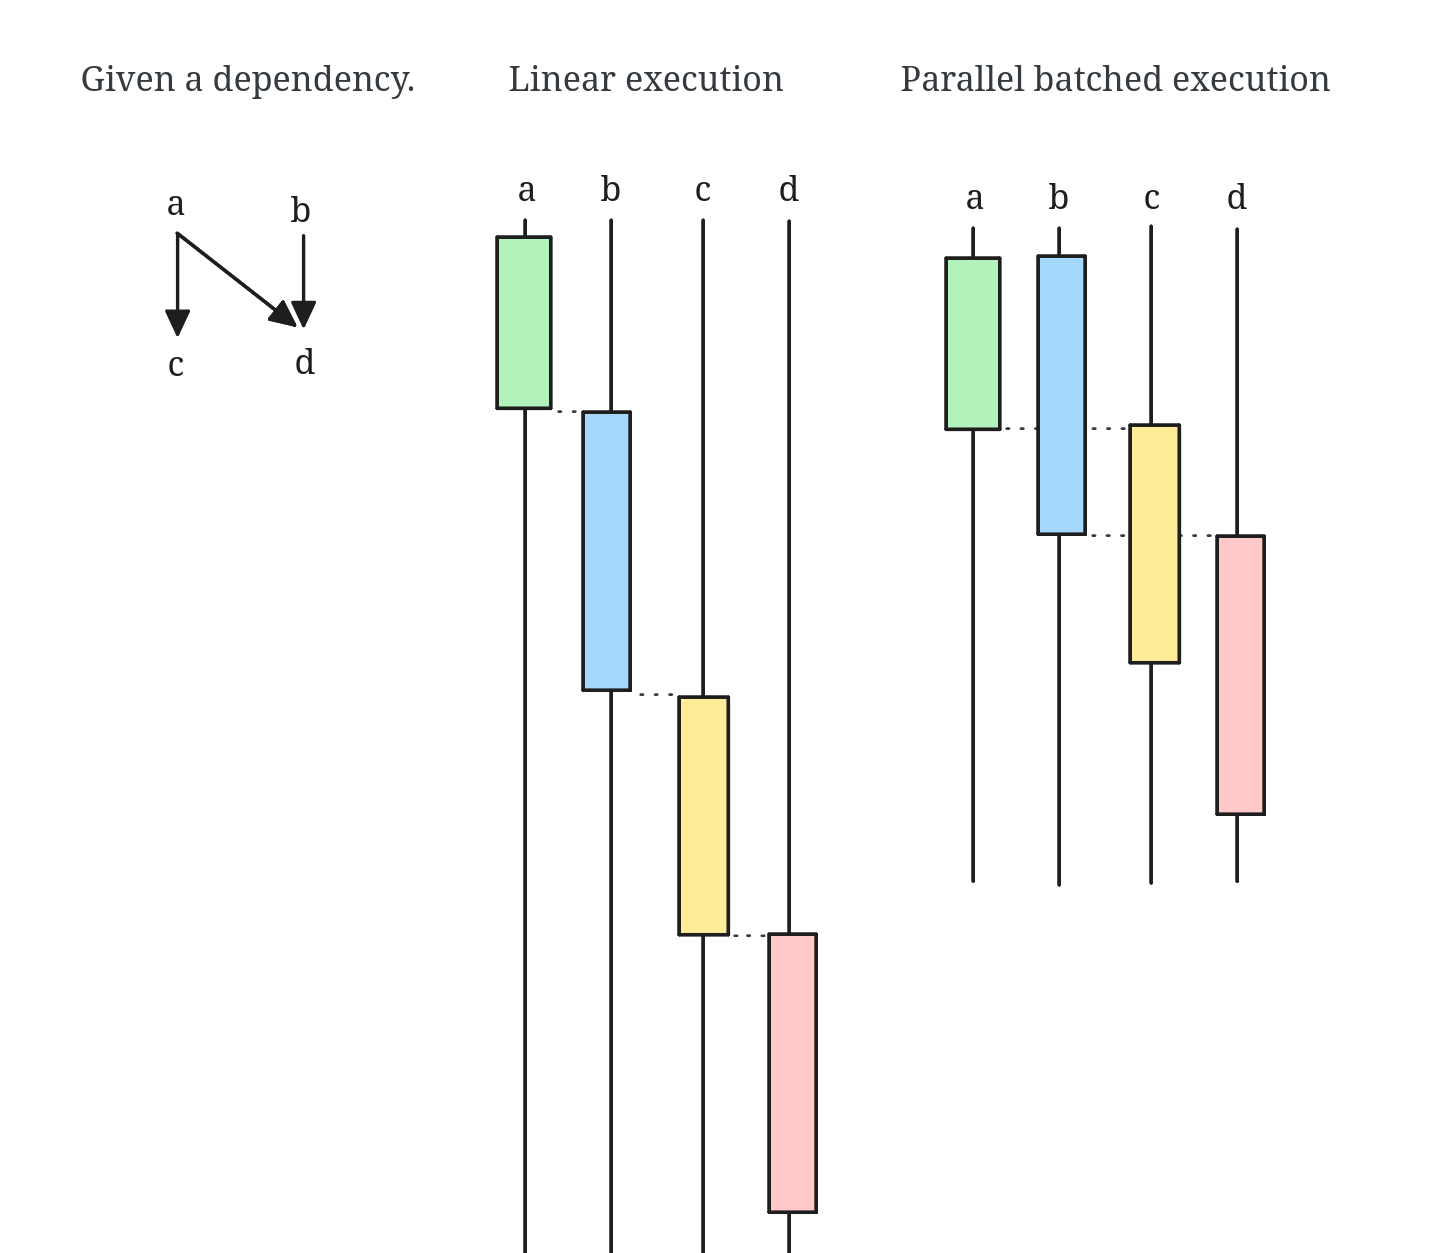 Given a dependency.
Linear execution
Parallel batched execution
a b
c d
a b c d
a b c d